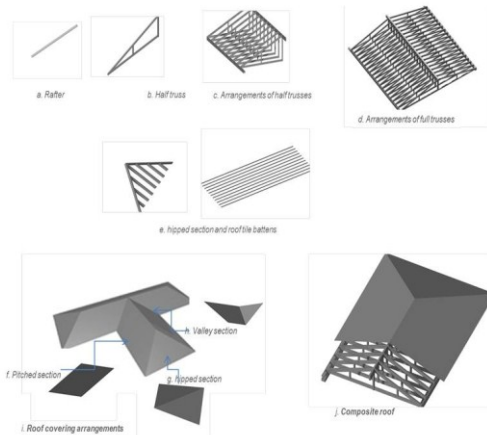 a. Rafter
b. Half truss
c. Arrangements of half trusses
d. Arrangements of full trusses
e. hipped section and roof tile battens
h. Valley section
f. Pitched section
g. hipped section
i. Roof covering arrangements
j. Composite roof